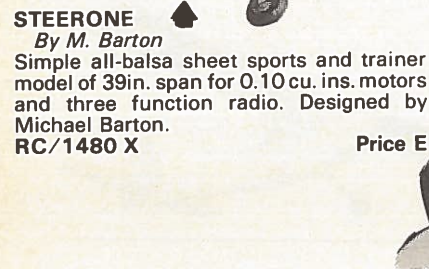 STEERONE
By M. Barton
Simple all-balsa sheet sports and trainer
model of 39in. span for 0.10 cu. ins. motors
and three function radio. Designed by
Michael Barton.
RC/1480 X Price E